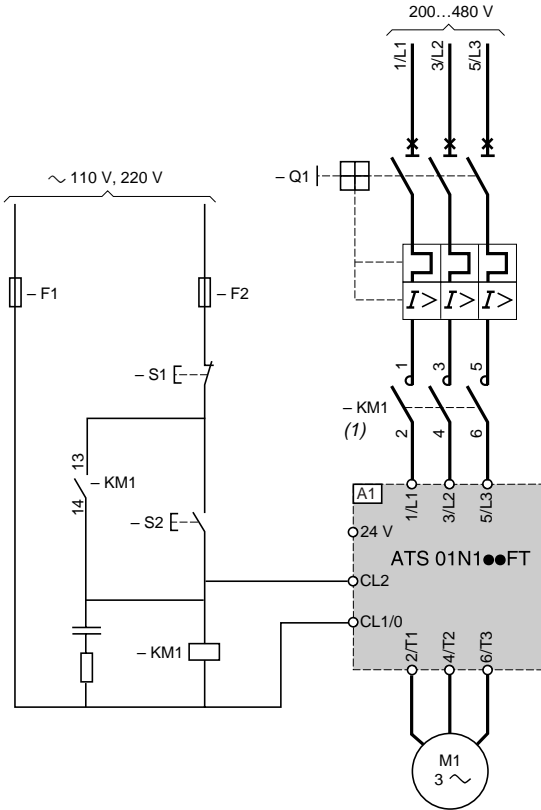 200...480 V
1/L1
3/L2
5/L3
– Q1
I >
I >
I >
∼ 110 V, 220 V
– F1
– F2
– S1
1
3
5
– KM1
(1)
2
4
6
13
– KM1
14
– S2
A1
1/L1
3/L2
5/L3
24 V
ATS 01N1●●FT
CL2
CL1/0
– KM1
2/T1
4/T2
6/T3
M1
3 ∼